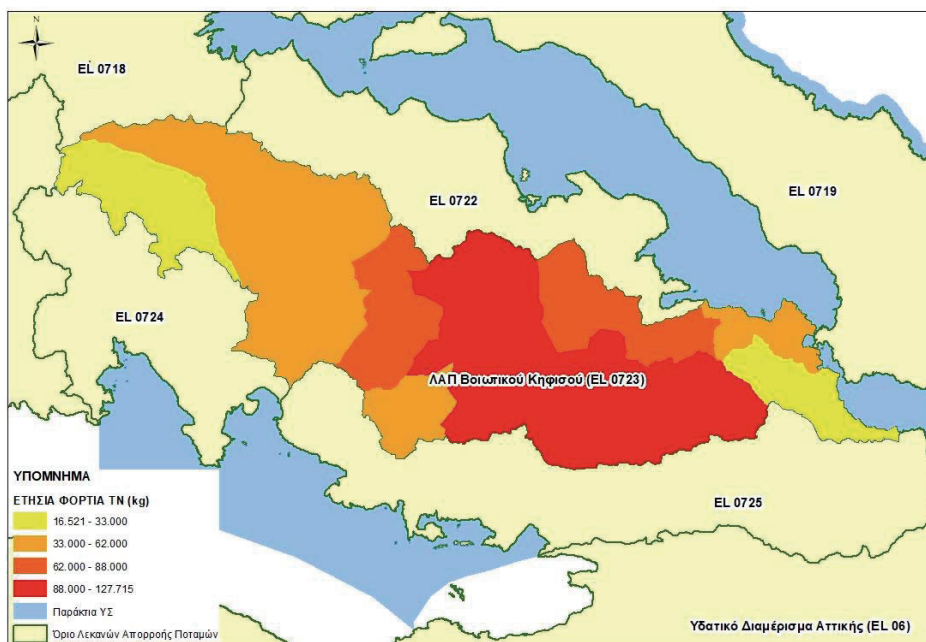 N
EL 0718
EL 0719
EL 0722
EL 0724
ΛΑΠ Βοιωτικού Κηφισού (EL 0723)
EL 0725
ΥΠΟΜΝΗΜΑ
ΕΤΗΣΙΑ ΦΟΡΤΙΑ ΤΝ (kg)
16.521 - 33.000
33.000 - 62.000
62.000 - 88.000
88.000 - 127.715
Παράκτια ΥΣ
Όριο Λεκανών Απορροής Ποταμών
Υδατικό Διαμέρισμα Αττικής (EL 06)